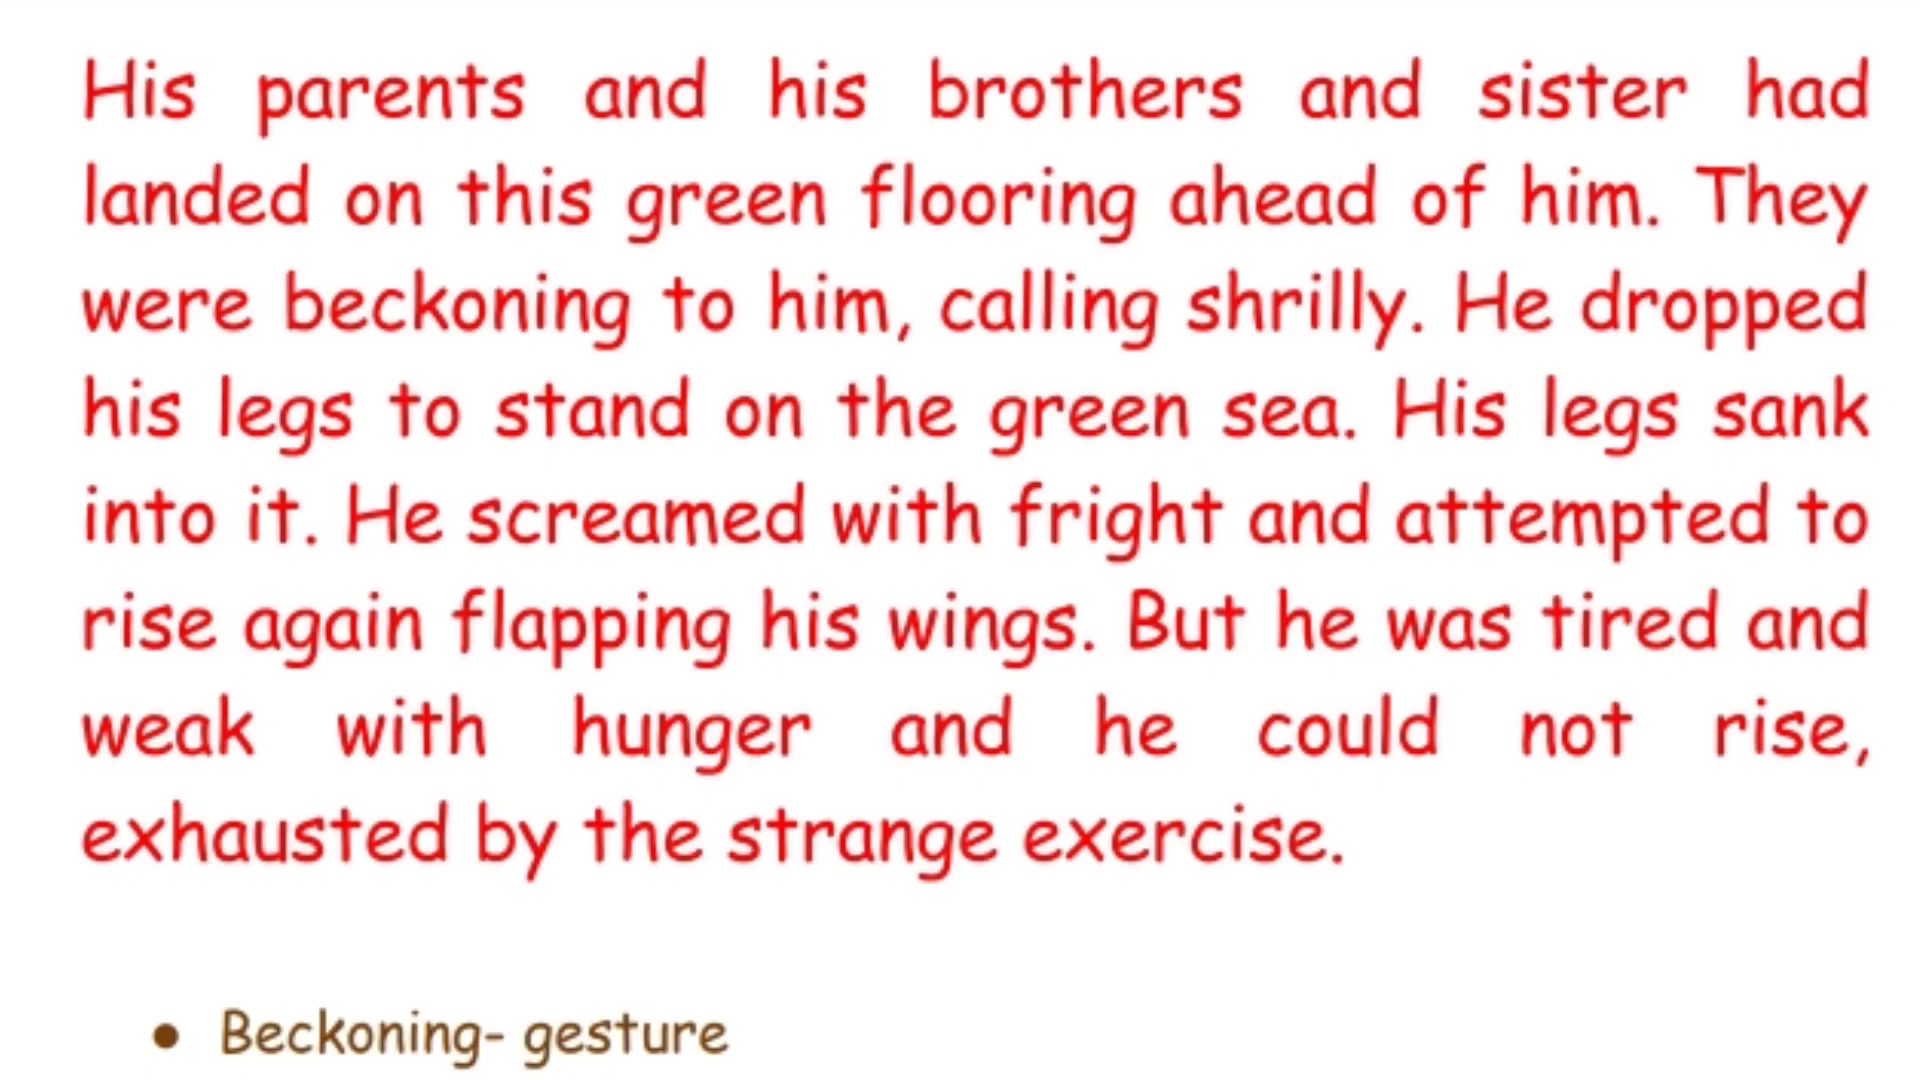 His parents and his brothers and sister had
landed on this green flooring ahead of him. They
were beckoning to him, calling shrilly. He dropped
his legs to stand on the green sea. His legs sank
into it. He screamed with fright and attempted to
rise again flapping his wings. But he was tired and
weak with hunger and he could not rise,
exhausted by the strange exercise.
● Beckoning- gesture